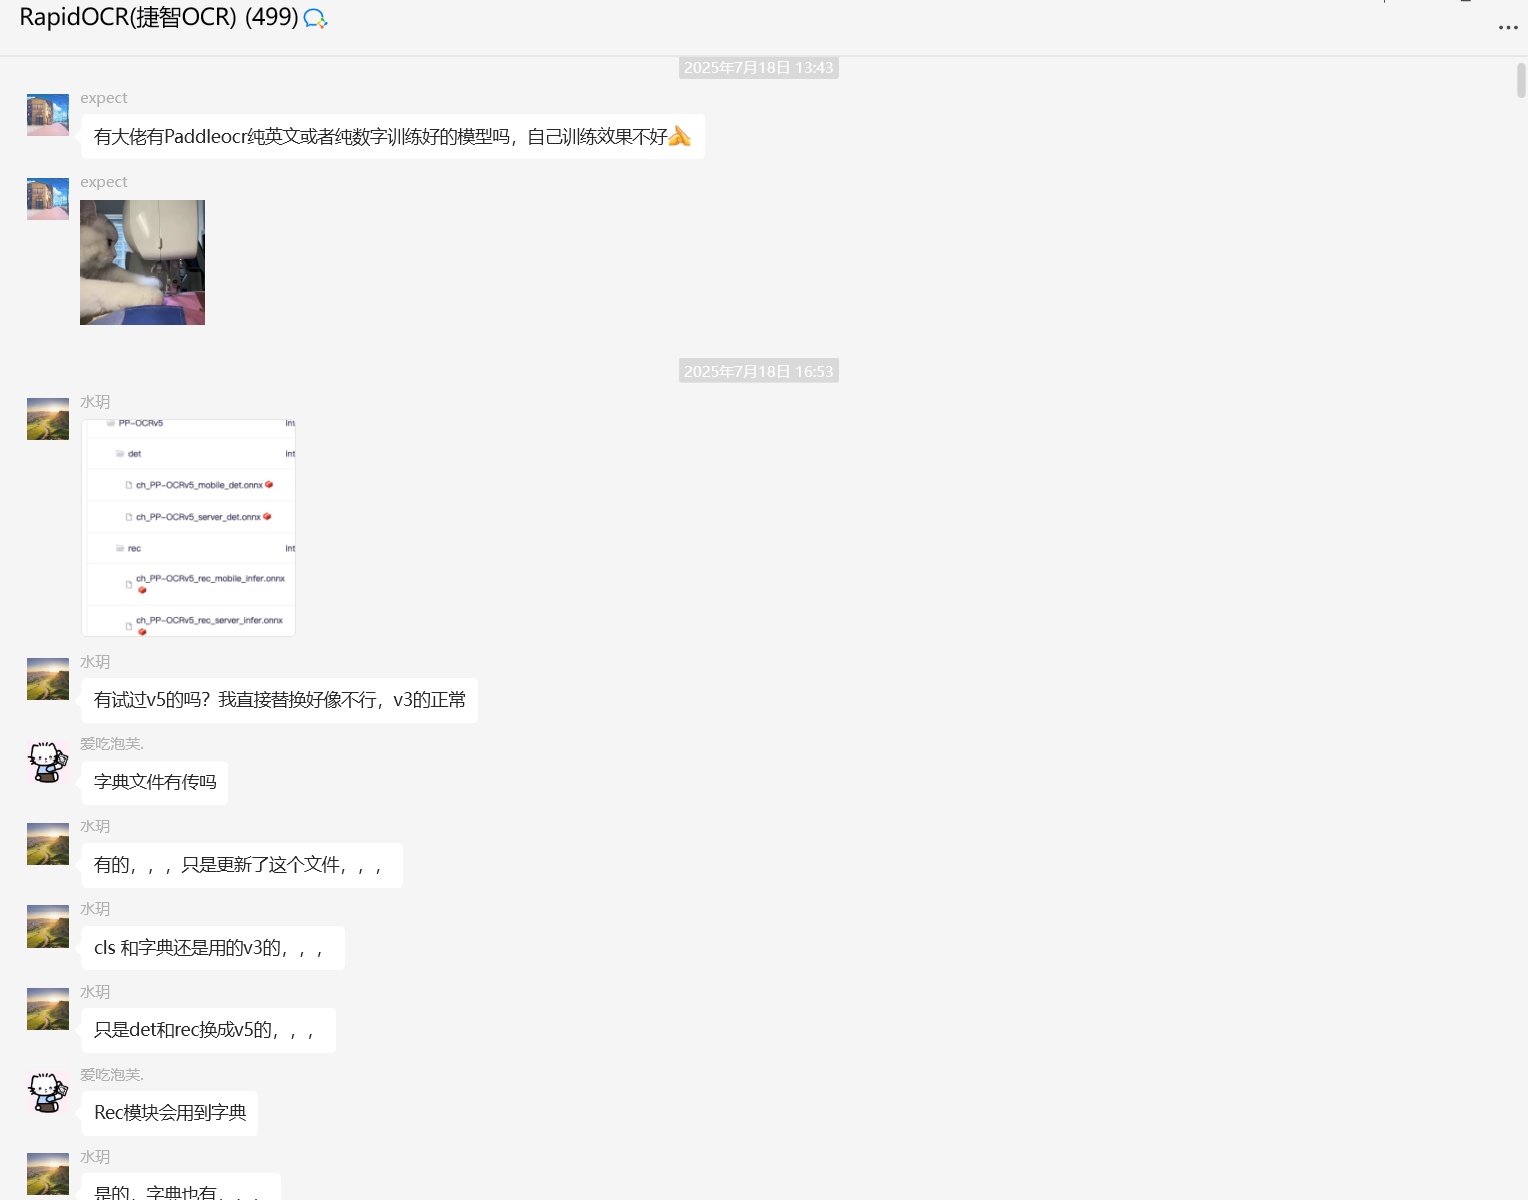 RapidOCR(捷智OCR) (499)
2025年7月18日 13:43
expect
有大佬有Paddleocr纯英文或者纯数字训练好的模型吗，自己训练效果不好
expect
2025年7月18日 16:53
水玥
PP-OCRv5
int
det
int
ch_PP-OCRv5_mobile_det.onnx
ch_PP-OCRv5_server_det.onnx
rec
int
ch_PP-OCRv5_rec_mobile_infer.onnx
ch_PP-OCRv5_rec_server_infer.onnx
水玥
有试过v5的吗？我直接替换好像不行，v3的正常
爱吃泡芙.
字典文件有传吗
水玥
有的，，，只是更新了这个文件，，，
水玥
cls 和字典还是用的v3的，，，
水玥
只是det和rec换成v5的，，，
爱吃泡芙.
Rec模块会用到字典
水玥
是的，字典也有，，，